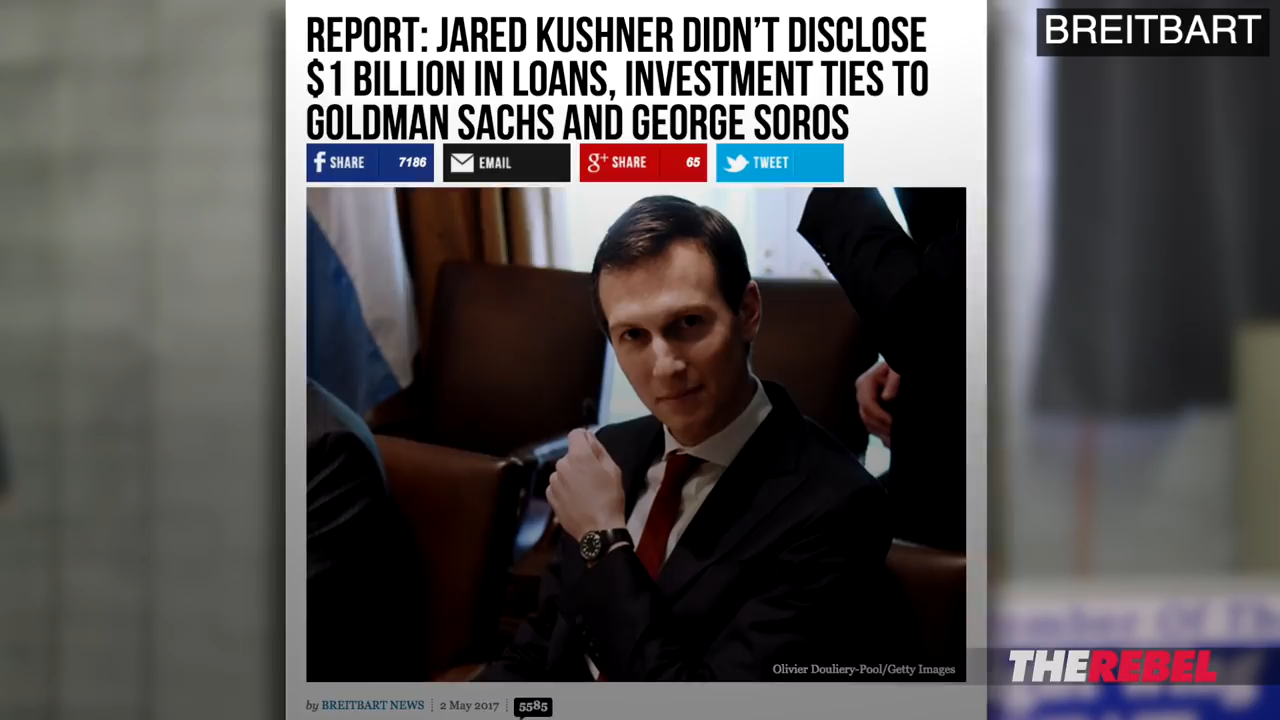 BREITBART
REPORT: JARED KUSHNER DIDN'T DISCLOSE
$1 BILLION IN LOANS, INVESTMENT TIES TO
GOLDMAN SACHS AND GEORGE SOROS
f SHARE 7186
EMAIL
g+ SHARE 65
TWEET
Olivier Douliery-Pool/Getty Images
THEREBEL
by BREITBART NEWS 2 May 2017 5585